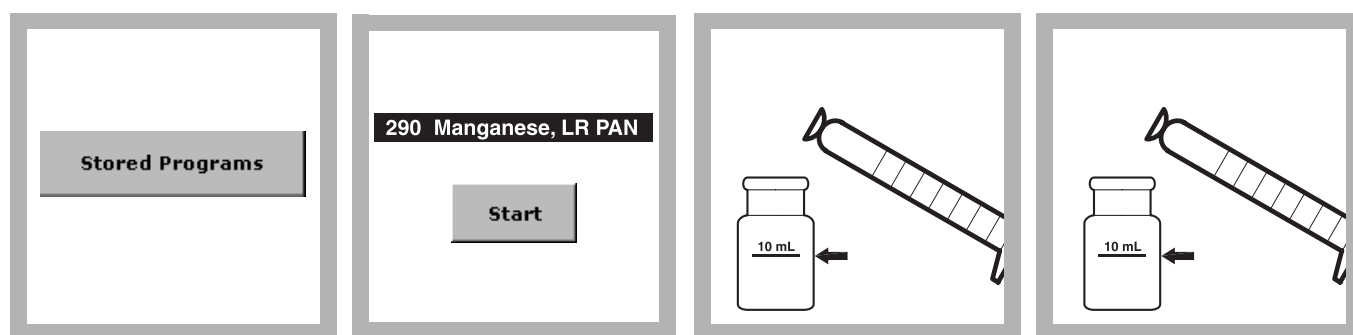 Stored Programs
290 Manganese, LR PAN
Start
10 mL
10 mL